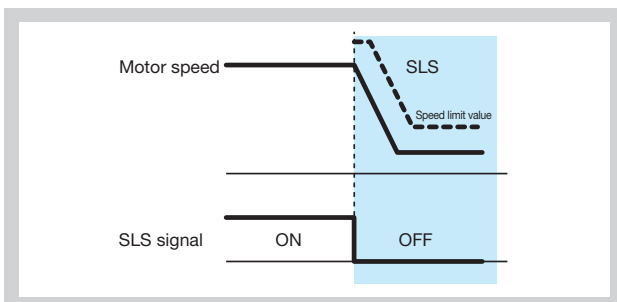 Motor speed
SLS
Speed limit value
SLS signal
ON
OFF